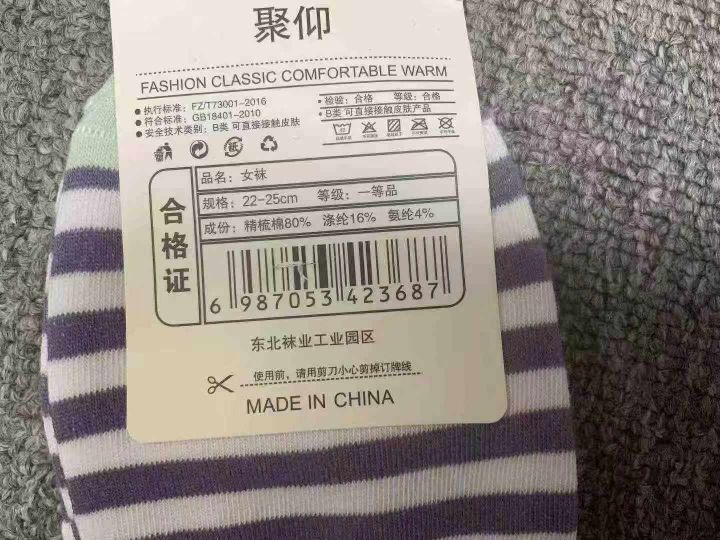 聚仰
FASHION CLASSIC COMFORTABLE WARM
●执行标准：FZ/T73001-2016
●符合标准：GB18401-2010
●安全技术类别：B类 可直接接触皮肤
●检验：合格 等级：合格
●B类 可直接接触皮肤产品
合格证
品名：女袜
规格：22-25cm 等级：一等品
成份：精梳棉80% 涤纶16% 氨纶4%
6 987053 423687
东北袜业工业园区
使用前，请用剪刀小心剪掉订牌线
MADE IN CHINA